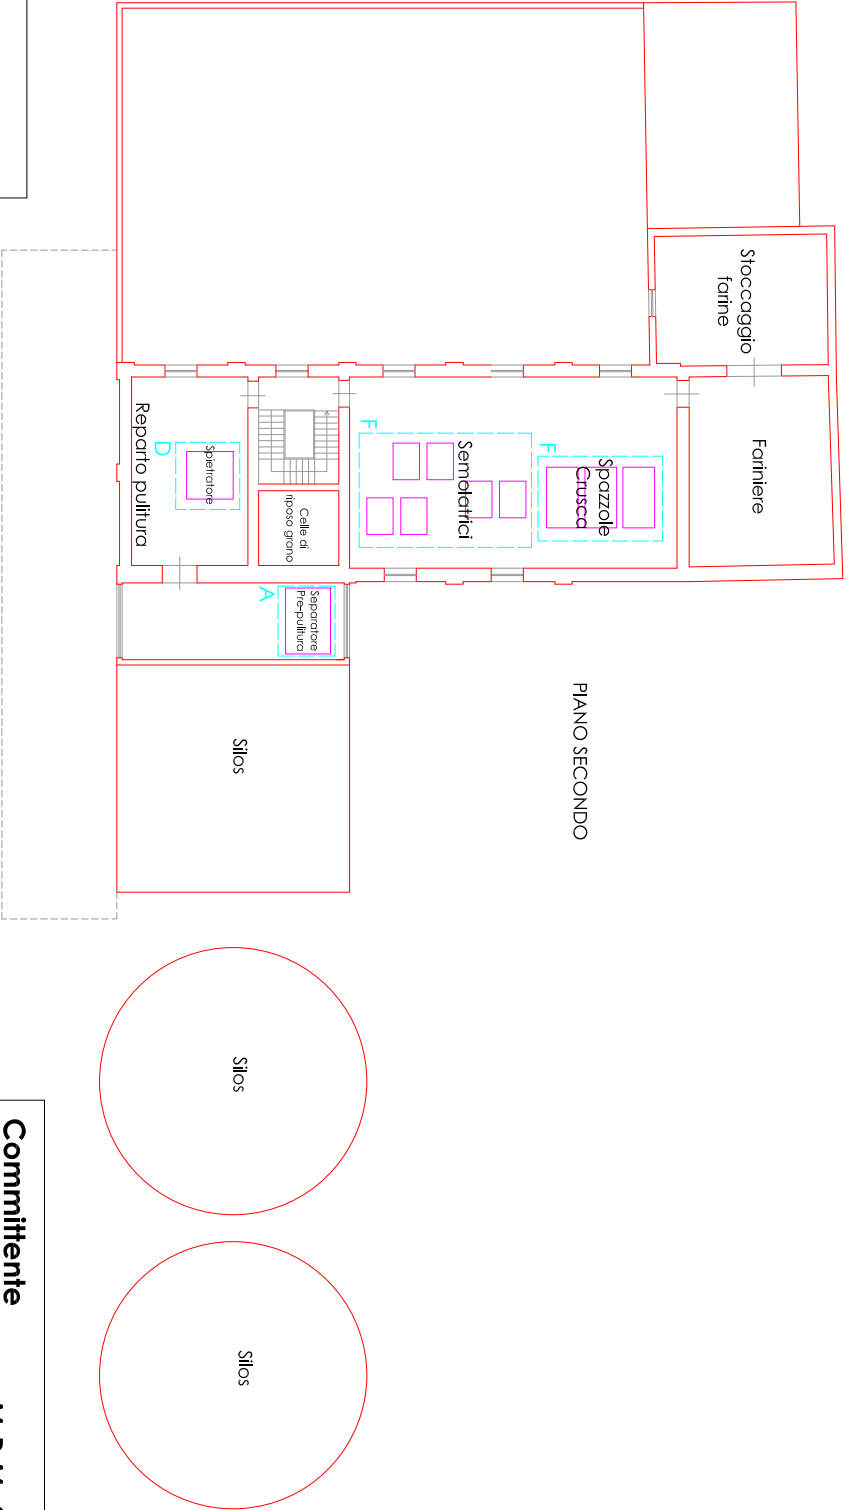 Stoccaggio
farine
Fariniere
Spazzole
Crusca
F
Semolatrici
F
Celle di
riposo grano
Spietratore
D
Reparto pulitura
Separatore
Pre-pulitura
A
PIANO SECONDO
Silos
Silos
Silos
Committente